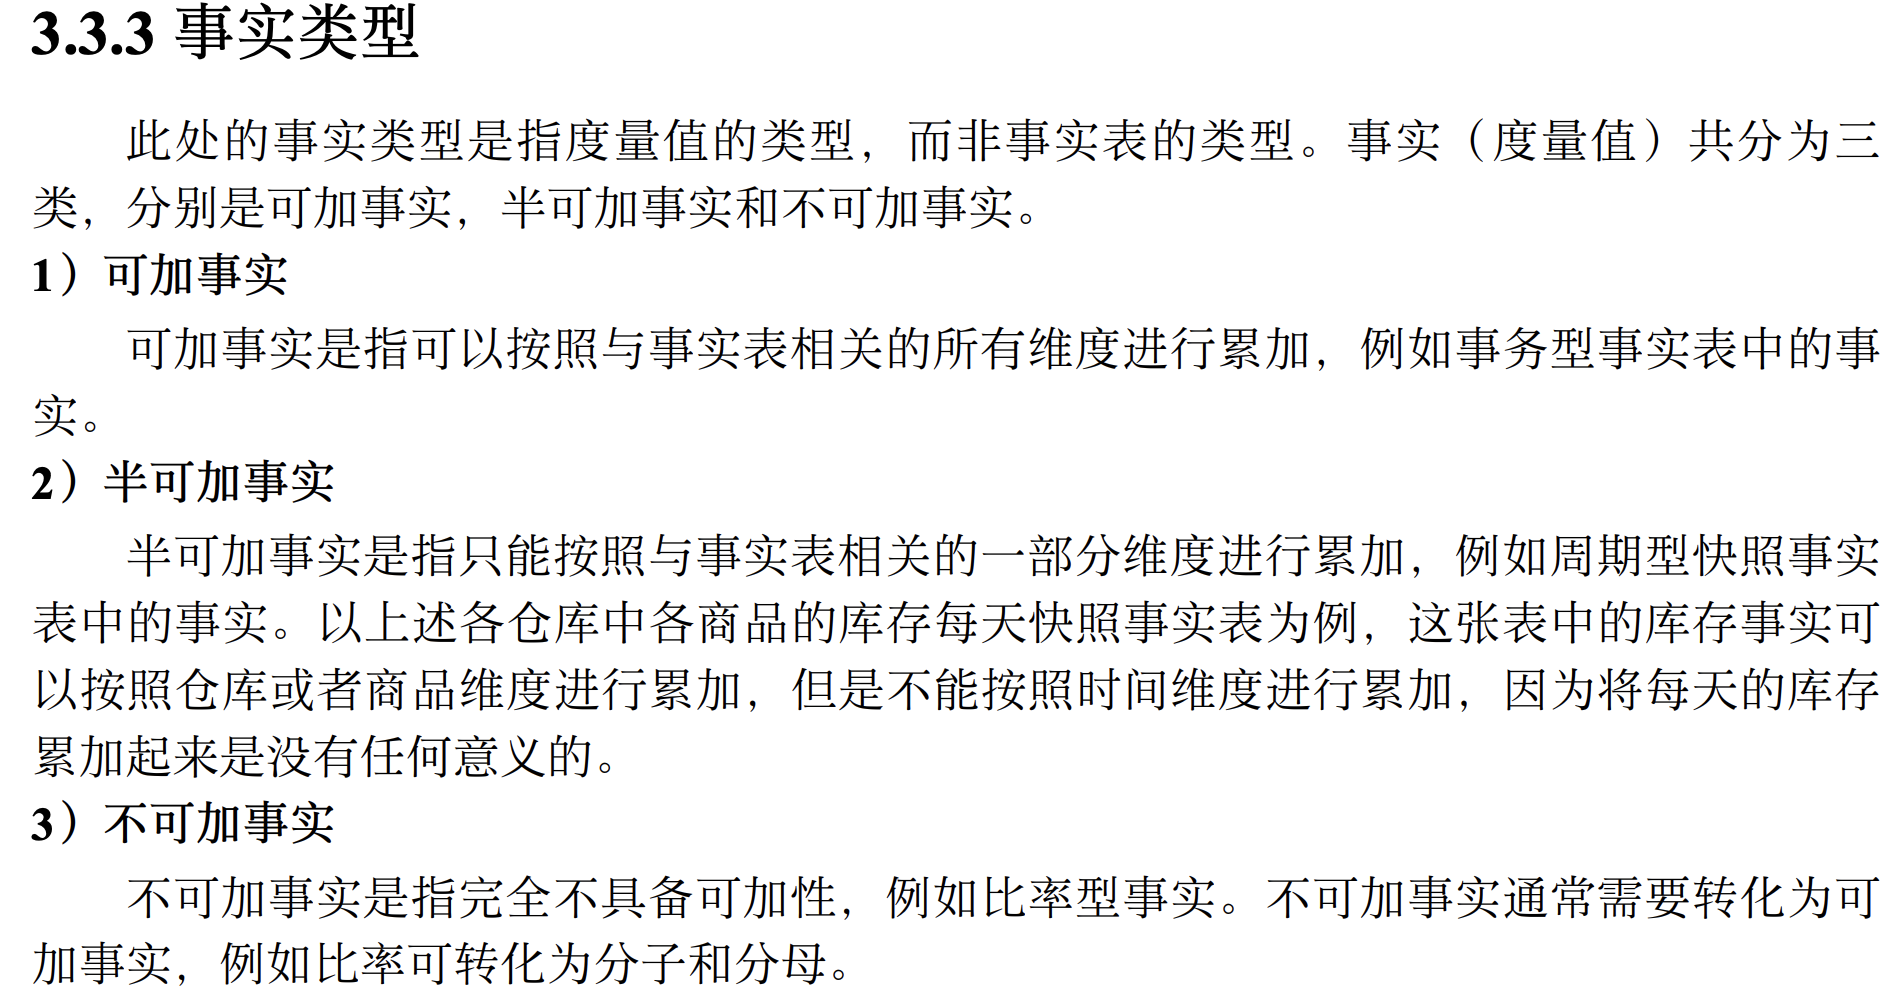 3.3.3 事实类型
此处的事实类型是指度量值的类型，而非事实表的类型。事实（度量值）共分为三
类，分别是可加事实，半可加事实和不可加事实。
1）可加事实
可加事实是指可以按照与事实表相关的所有维度进行累加，例如事务型事实表中的事
实。
2）半可加事实
半可加事实是指只能按照与事实表相关的一部分维度进行累加，例如周期型快照事实
表中的事实。以上述各仓库中各商品的库存每天快照事实表为例，这张表中的库存事实可
以按照仓库或者商品维度进行累加，但是不能按照时间维度进行累加，因为将每天的库存
累加起来是没有任何意义的。
3）不可加事实
不可加事实是指完全不具备可加性，例如比率型事实。不可加事实通常需要转化为可
加事实，例如比率可转化为分子和分母。